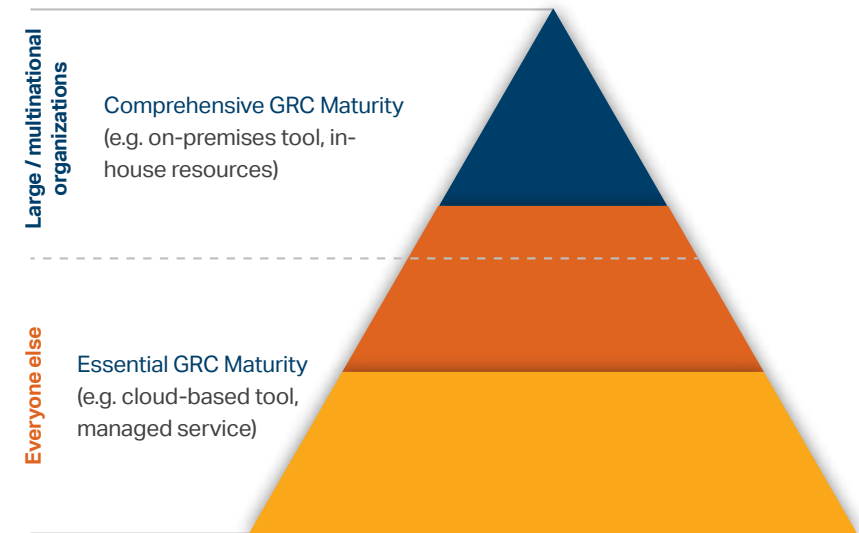 Large / multinational
organizations
Comprehensive GRC Maturity
(e.g. on-premises tool, in-
house resources)
Everyone else
Essential GRC Maturity
(e.g. cloud-based tool,
managed service)